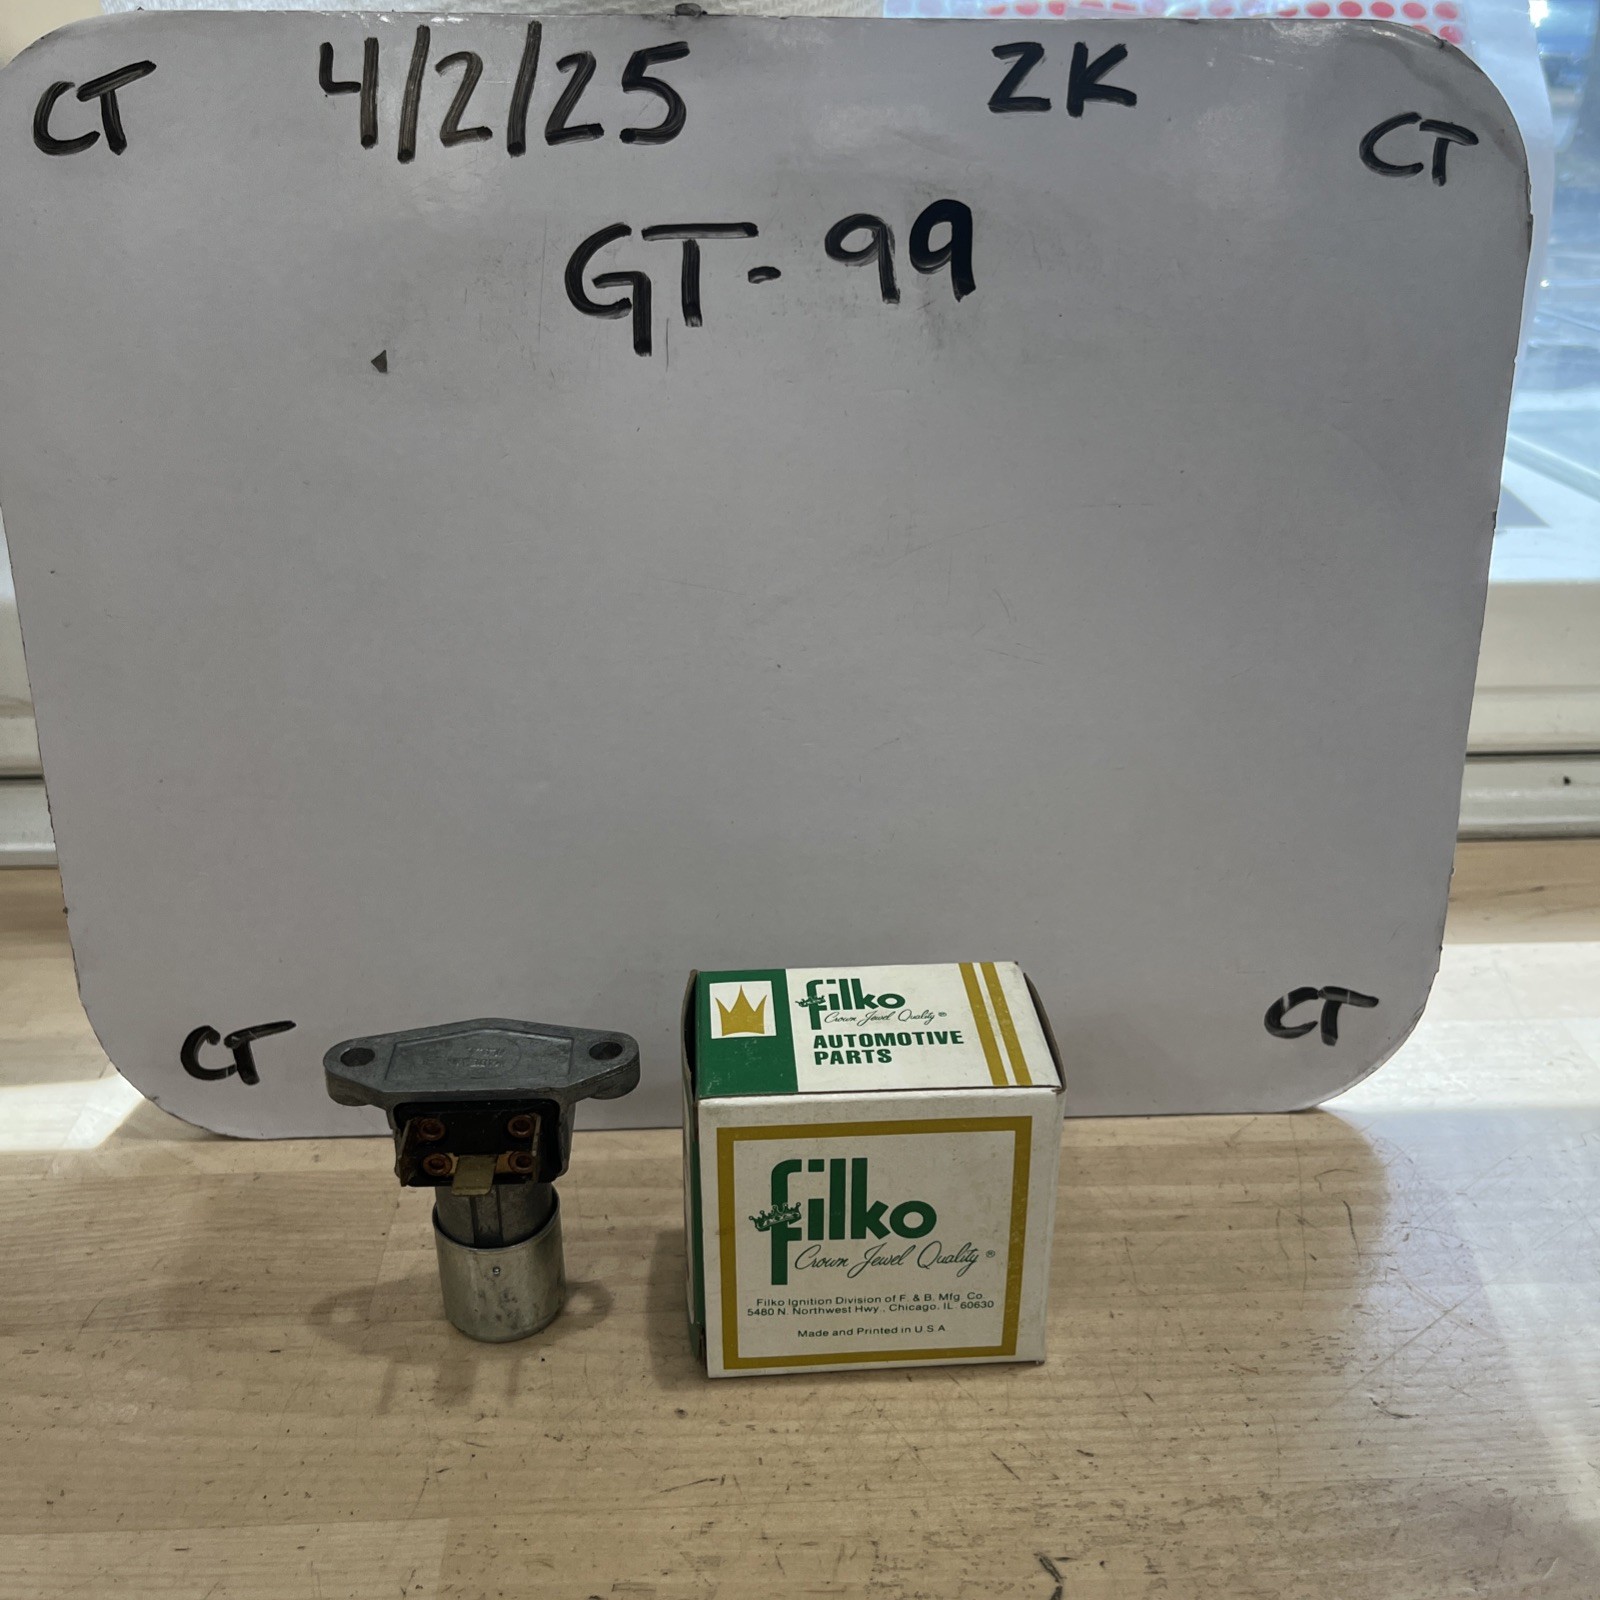 CT 4/2/25 ZK CT
GT-99
CT CT
filko
Crown Jewel Quality ®
AUTOMOTIVE
PARTS
filko
Crown Jewel Quality ®
Filko Ignition Division of F. & B. Mfg. Co.
5480 N. Northwest Hwy., Chicago, IL. 60630
Made and Printed in U.S.A